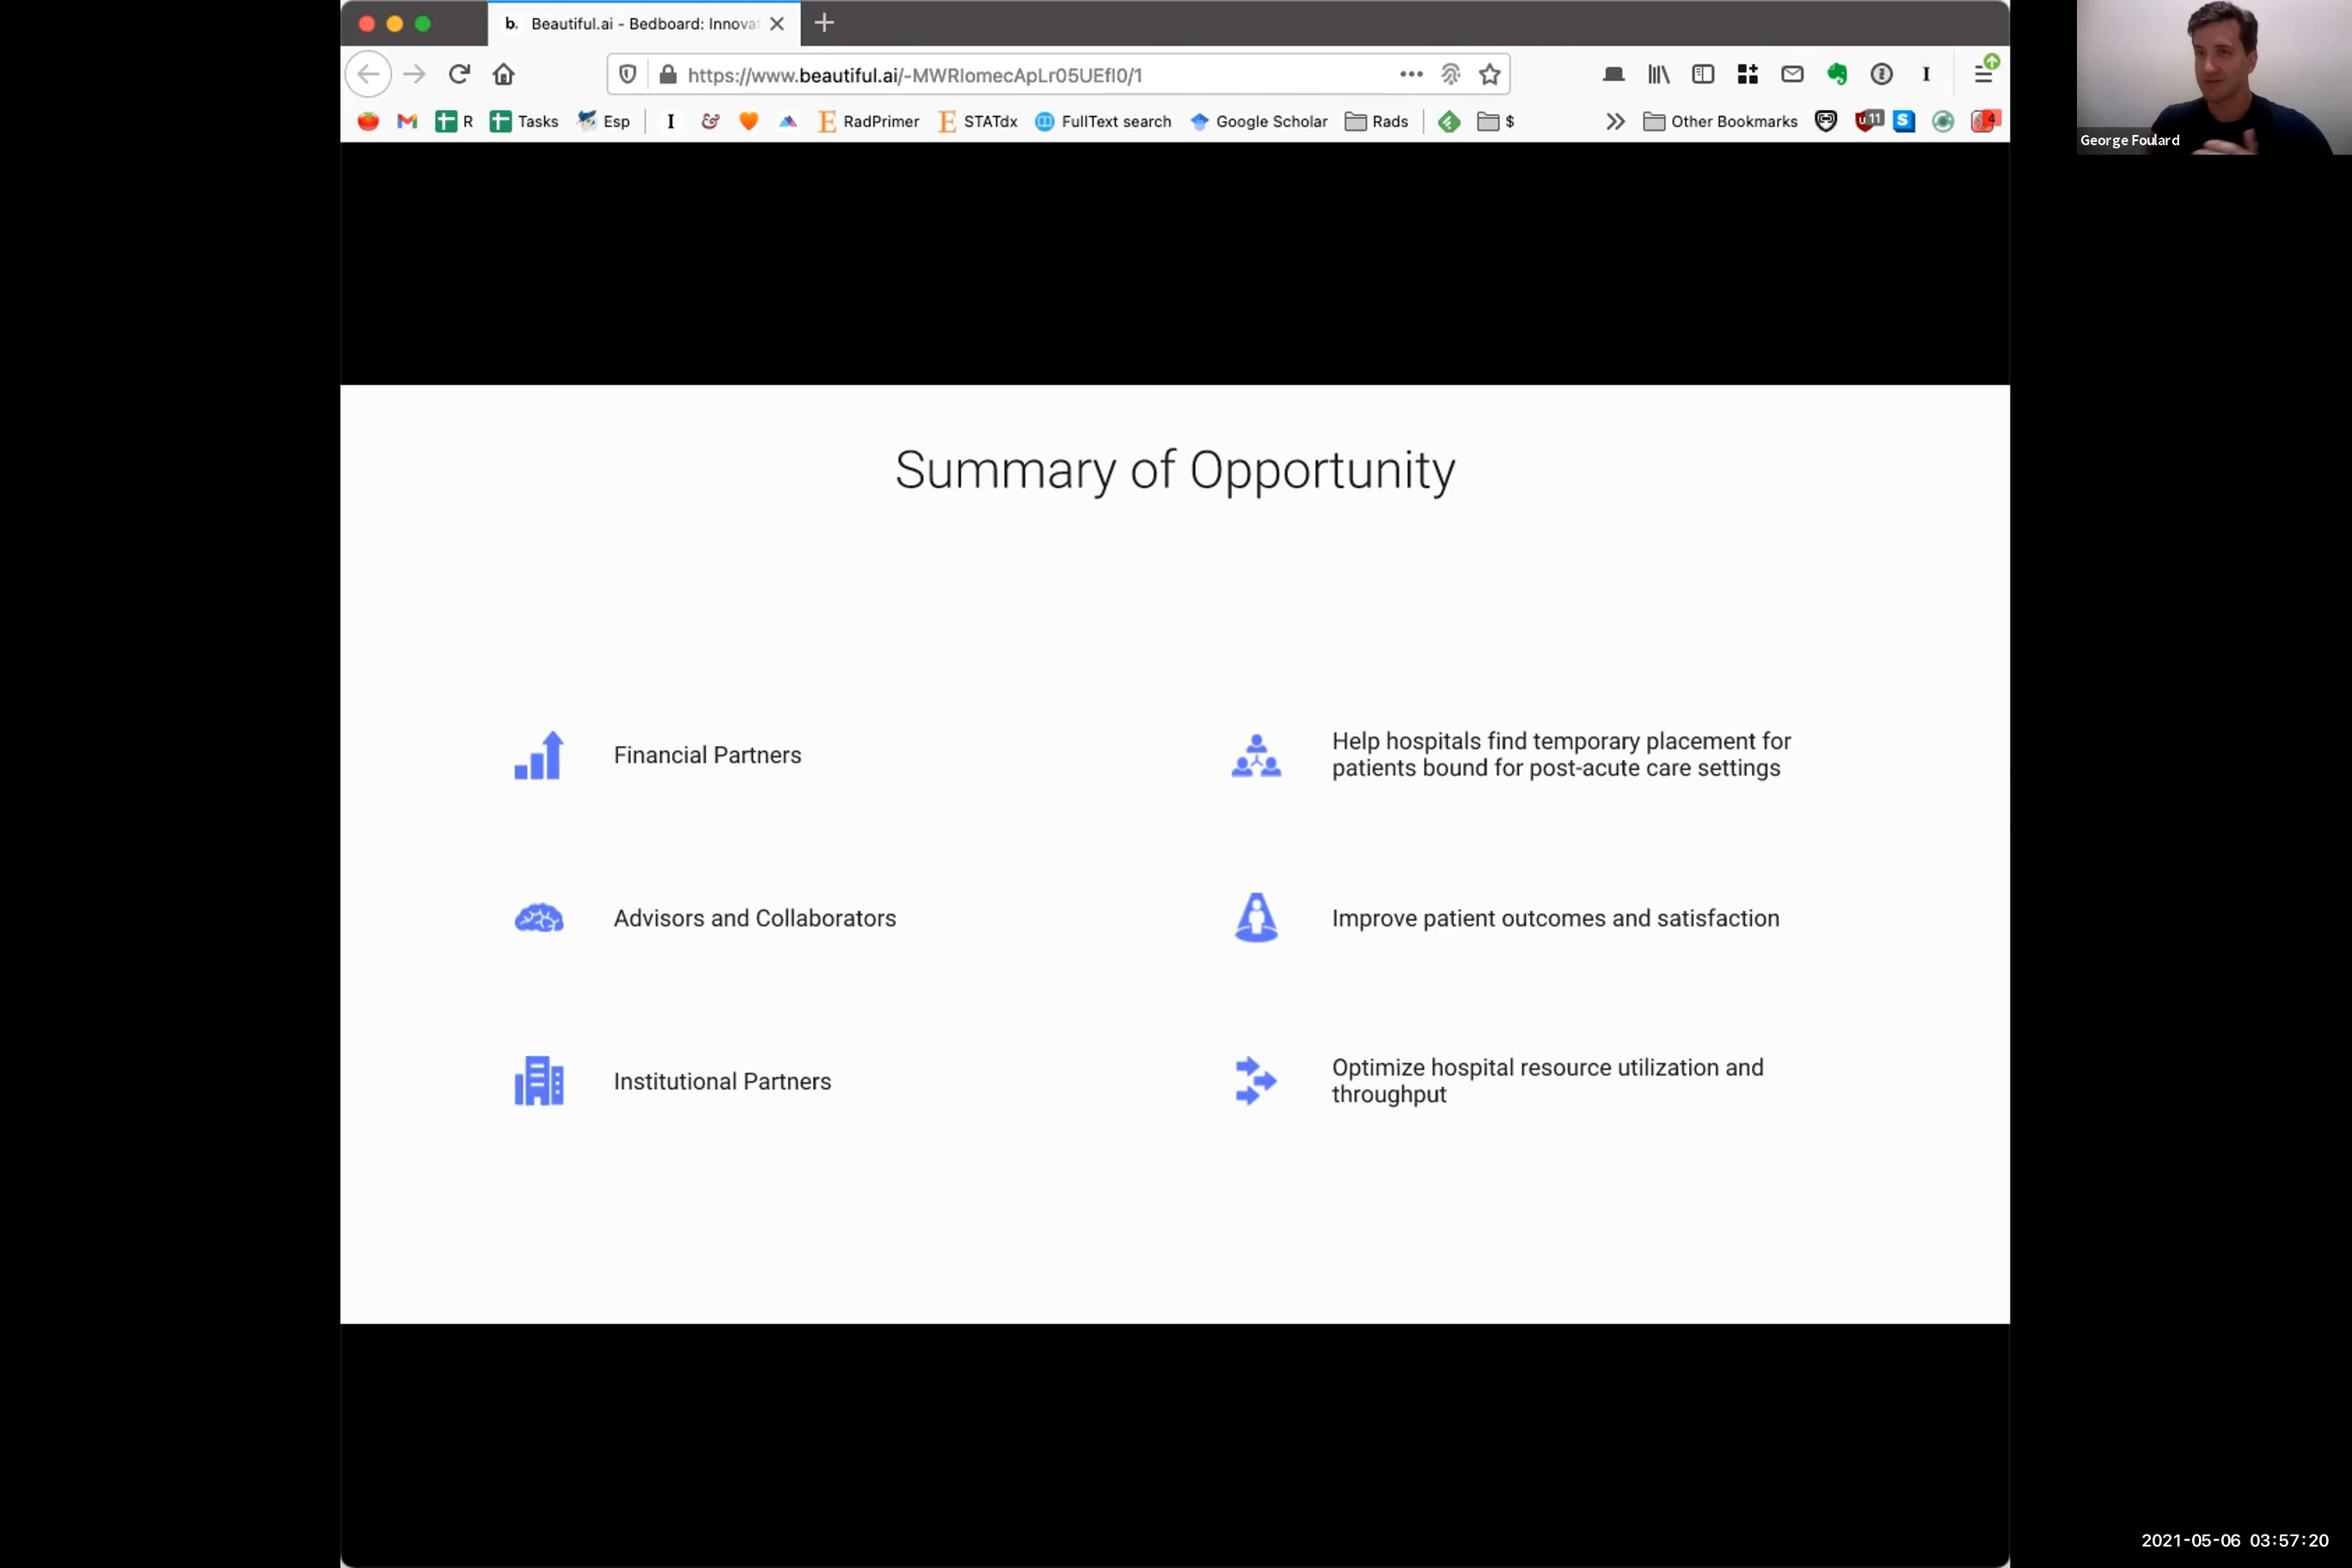 b. Beautiful.ai - Bedboard: Innova
https://www.beautiful.ai/-MWRIomecApLr05UEfI0/1
R Tasks Esp I & RadPrimer STATdx FullText search Google Scholar Rads $ Other Bookmarks 11 S 4
George Foulard
Summary of Opportunity
Financial Partners
Help hospitals find temporary placement for
patients bound for post-acute care settings
Advisors and Collaborators
Improve patient outcomes and satisfaction
Institutional Partners
Optimize hospital resource utilization and
throughput
2021-05-06 03:57:20